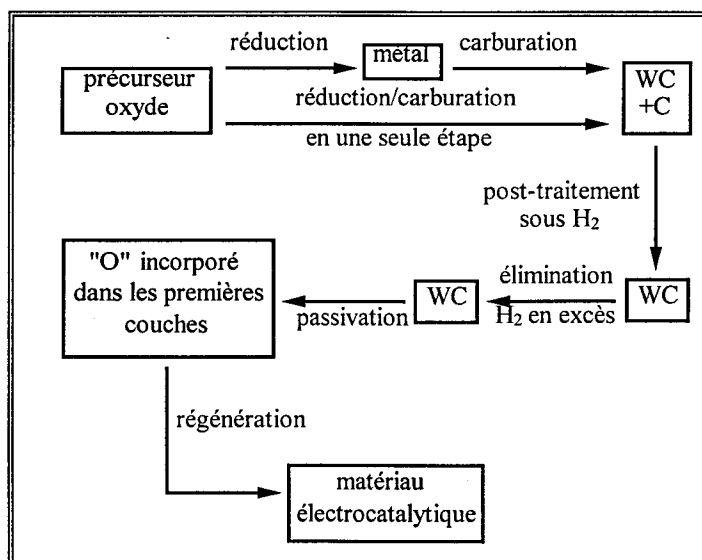 réduction
métal
carburation
précurseur
oxyde
réduction/carburation
en une seule étape
WC
+C
post-traitement
sous H₂
WC
élimination
H₂ en excès
WC
passivation
"O" incorporé
dans les premières
couches
régénération
matériau
électrocatalytique